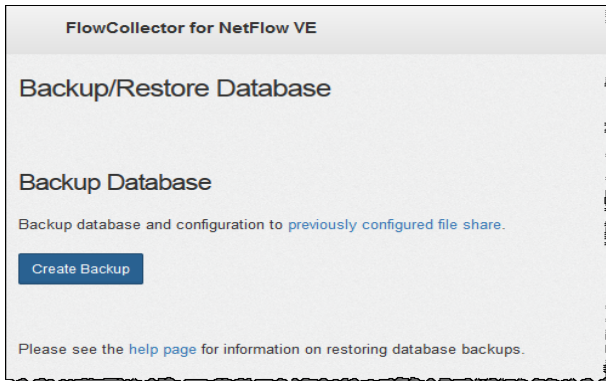 FlowCollector for NetFlow VE
Backup/Restore Database
Backup Database
Backup database and configuration to previously configured file share.
Create Backup
Please see the help page for information on restoring database backups.